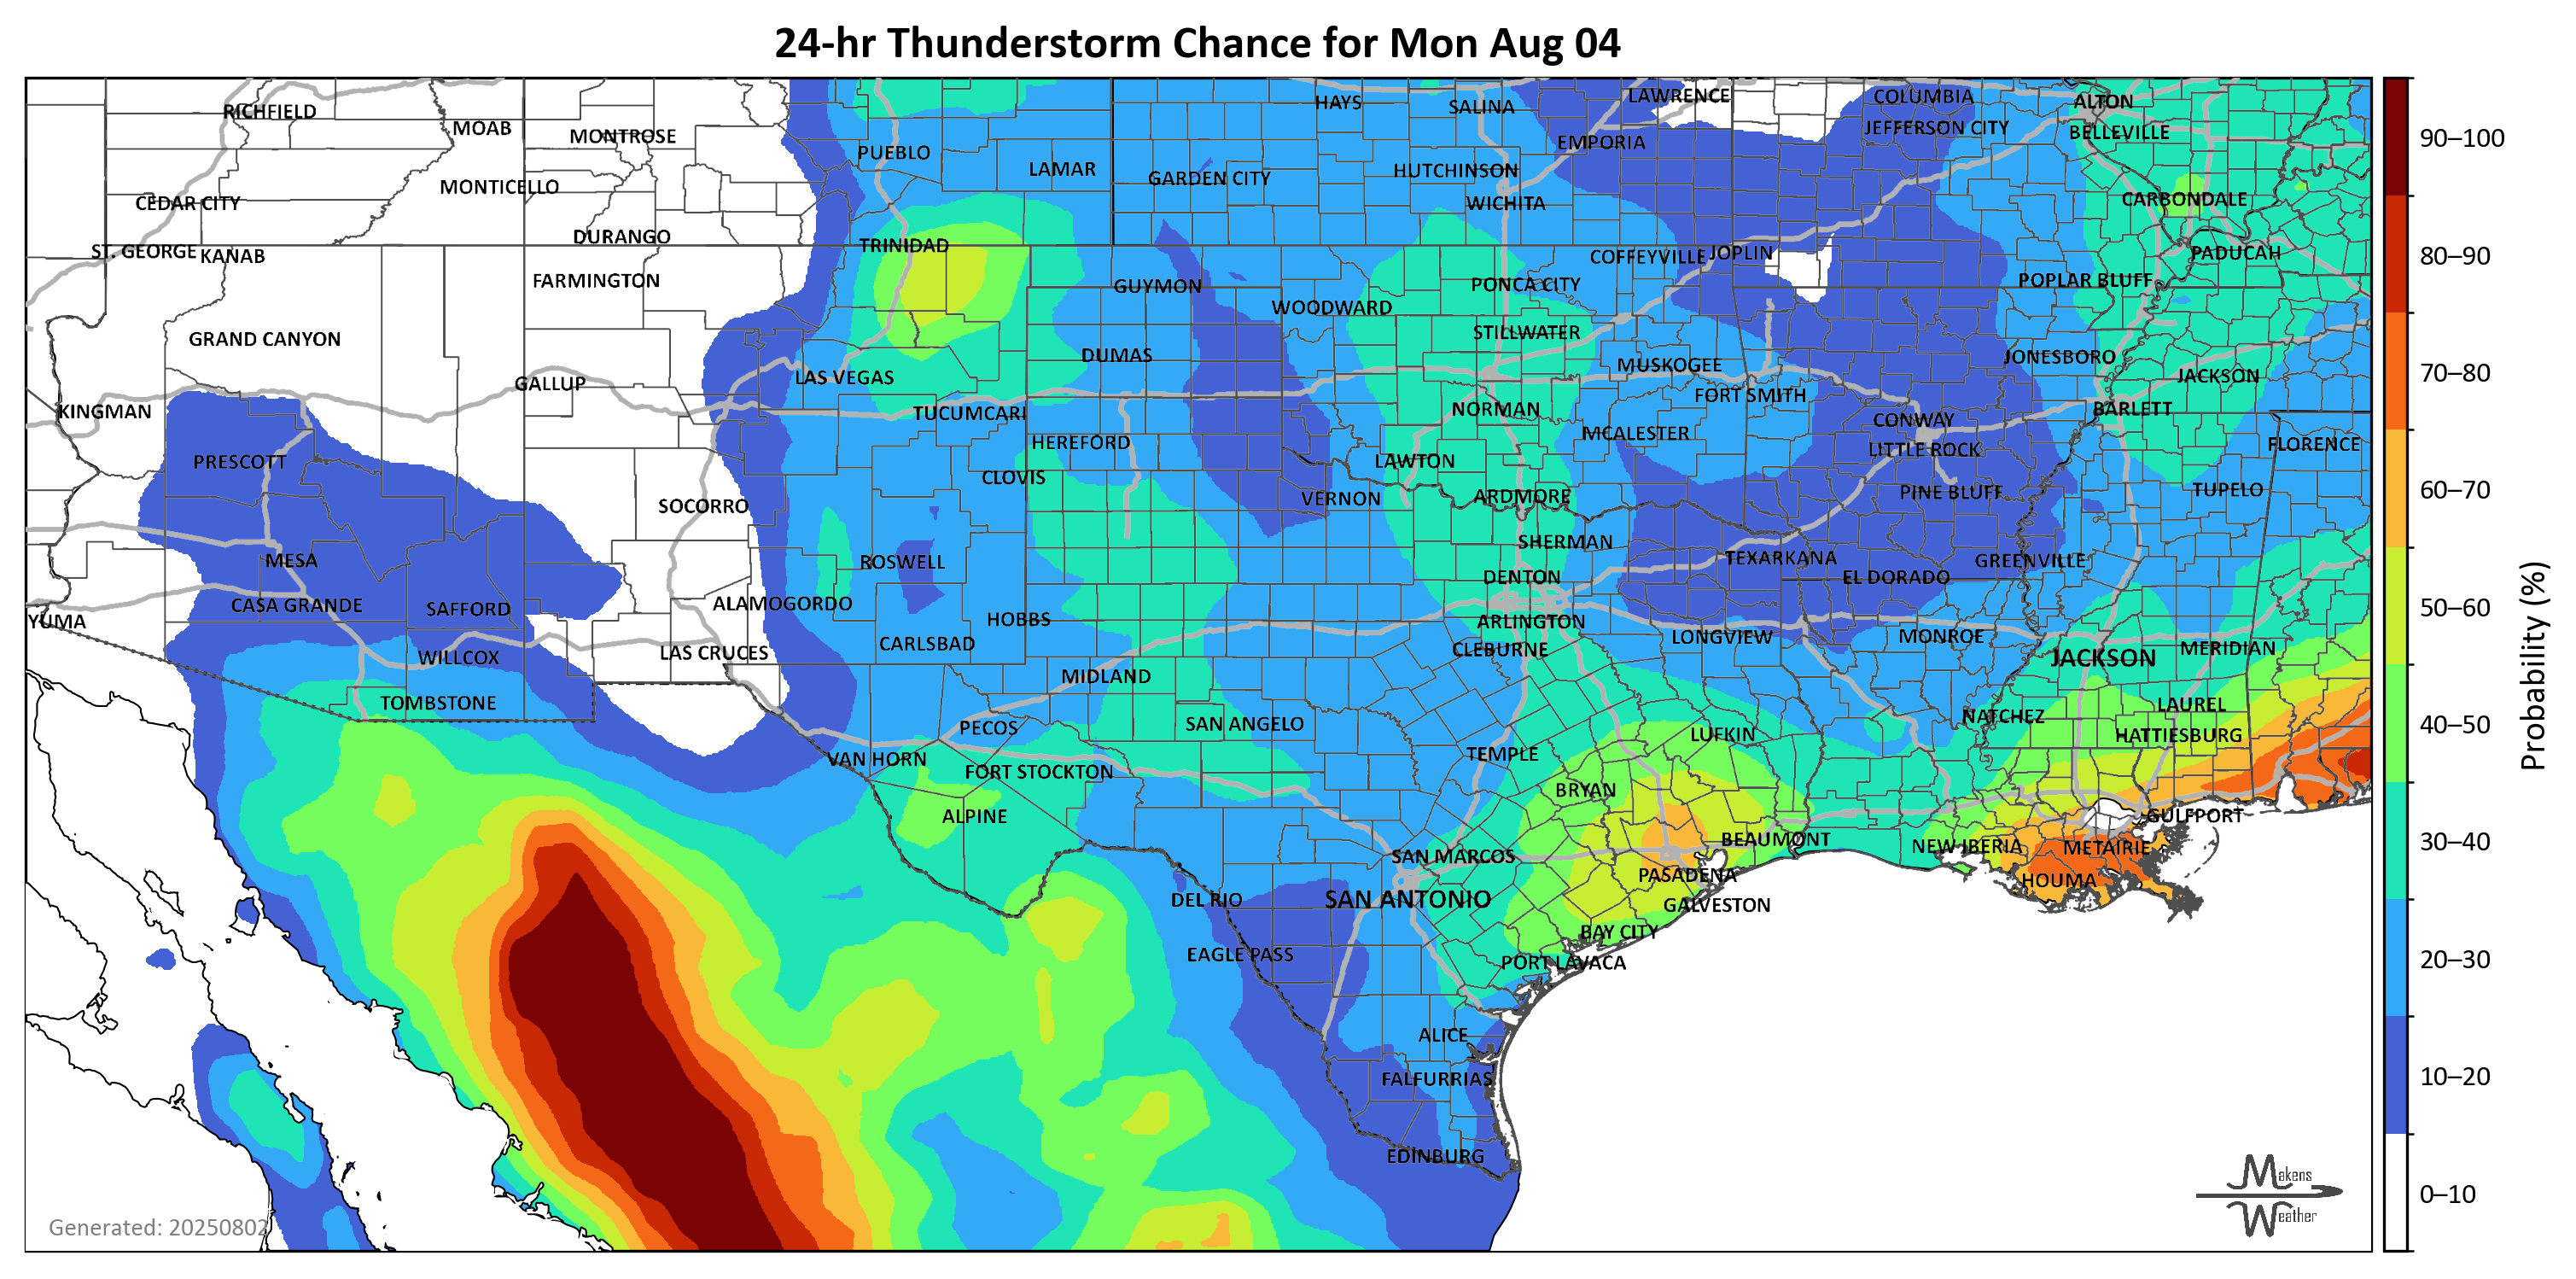 24-hr Thunderstorm Chance for Mon Aug 04
RICHFIELD
MOAB
MONTROSE
PUEBLO
LAMAR
HAYS
SALINA
LAWRENCE
COLUMBIA
ALTON
EMPORIA
JEFFERSON CITY
BELLEVILLE
90–100
CEDAR CITY
MONTICELLO
GARDEN CITY
HUTCHINSON
WICHITA
CARBONDALE
ST. GEORGE
KANAB
DURANGO
TRINIDAD
COFFEYVILLE
JOPLIN
PADUCAH
80–90
FARMINGTON
GUYMON
WOODWARD
PONCA CITY
POPLAR BLUFF
GRAND CANYON
DUMAS
STILLWATER
MUSKOGEE
JONESBORO
GALLUP
LAS VEGAS
FORT SMITH
JACKSON
70–80
KINGMAN
TUCUMCARI
NORMAN
CONWAY
BARLETT
HEREFORD
MCALESTER
LITTLE ROCK
FLORENCE
PRESCOTT
CLOVIS
LAWTON
PINE BLUFF
TUPELO
60–70
SOCORRO
VERNON
ARDMORE
MESA
ROSWELL
SHERMAN
TEXARKANA
GREENVILLE
DENTON
EL DORADO
CASA GRANDE
SAFFORD
ALAMOGORDO
HOBBS
50–60
YUMA
CARLSBAD
ARLINGTON
LONGVIEW
MONROE
WILLCOX
LAS CRUCES
CLEBURNE
JACKSON
MERIDIAN
Probability (%)
TOMBSTONE
MIDLAND
PECOS
SAN ANGELO
LUFKIN
NATCHEZ
LAUREL
HATTIESBURG
40–50
VAN HORN
FORT STOCKTON
TEMPLE
BRYAN
ALPINE
BEAUMONT
GULFPORT
SAN MARCOS
NEW IBERIA
METAIRIE
30–40
PASADENA
HOUMA
DEL RIO
SAN ANTONIO
GALVESTON
EAGLE PASS
BAY CITY
PORT LAVACA
20–30
ALICE
FALFURRIAS
10–20
EDINBURG
Makens
Weather
0–10
Generated: 20250802